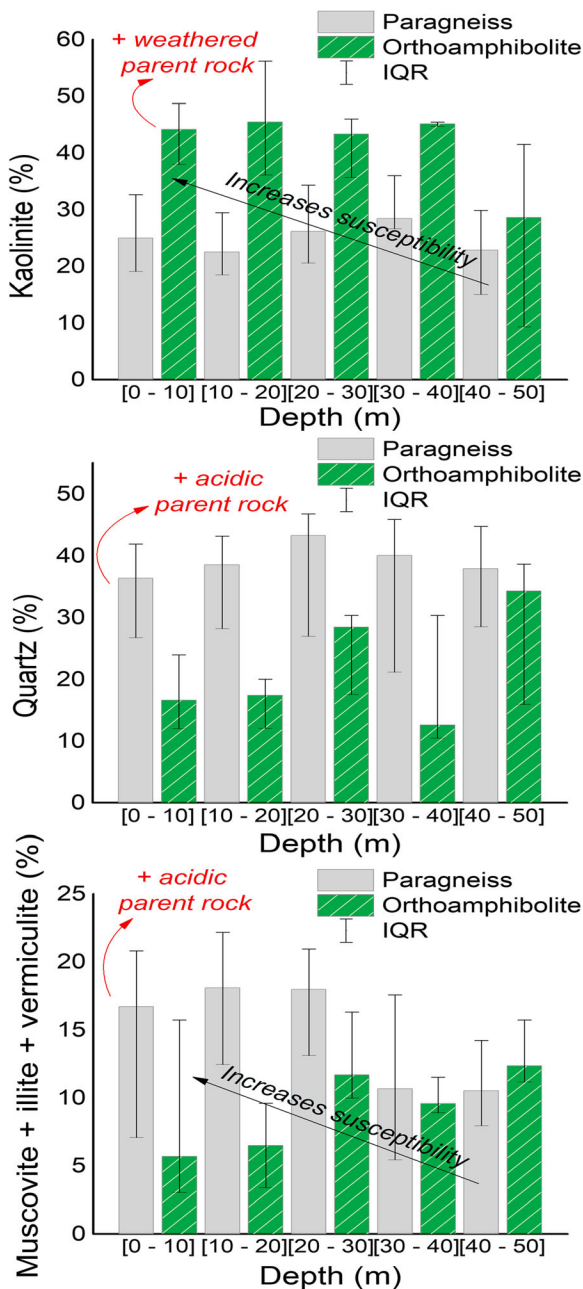 Paragneiss
Orthoamphibolite
IQR
+ weathered
parent rock
Increases susceptibility
Kaolinite (%)
60
50
40
30
20
10
0
[0 - 10] [10 - 20][20 - 30][30 - 40][40 - 50]
Depth (m)
Paragneiss
Orthoamphibolite
IQR
+ acidic
parent rock
Quartz (%)
50
40
30
20
10
0
[0 - 10] [10 - 20][20 - 30][30 - 40][40 - 50]
Depth (m)
Paragneiss
Orthoamphibolite
IQR
+ acidic
parent rock
Increases susceptibility
Muscovite + illite + vermiculite (%)
25
20
15
10
5
0
[0 - 10] [10 - 20][20 - 30][30 - 40][40 - 50]
Depth (m)